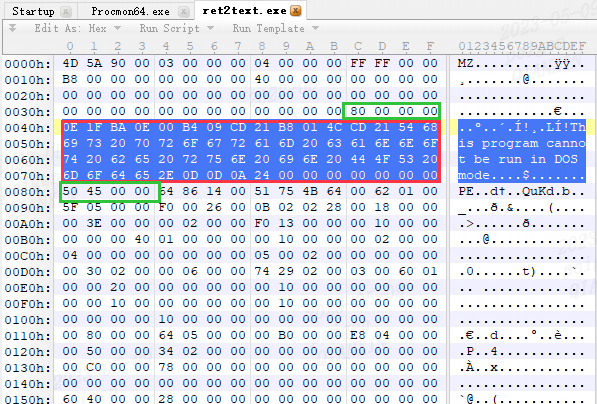 Startup Procmon64.exe ret2text.exe
Edit As: Hex Run Script Run Template
0 1 2 3 4 5 6 7 8 9 A B C D E F 0123456789ABCDEF
0000h: 4D 5A 90 00 03 00 00 00 04 00 00 00 FF FF 00 00 MZ..........ÿÿ..
0010h: B8 00 00 00 00 00 00 00 40 00 00 00 00 00 00 00 ¸.......@.......
0020h: 00 00 00 00 00 00 00 00 00 00 00 00 00 00 00 00 ................
0030h: 00 00 00 00 00 00 00 00 00 00 00 00 80 00 00 00 ............€...
0040h: 0E 1F BA 0E 00 B4 09 CD 21 B8 01 4C CD 21 54 68 ..º..´.Í!¸.LÍ!Th
0050h: 69 73 20 70 72 6F 67 72 61 6D 20 63 61 6E 6E 6F is program canno
0060h: 74 20 62 65 20 72 75 6E 20 69 6E 20 44 4F 53 20 t be run in DOS
0070h: 6D 6F 64 65 2E 0D 0D 0A 24 00 00 00 00 00 00 00 mode....$.......
0080h: 50 45 00 00 64 86 14 00 51 75 4B 64 00 62 01 00 PE..d†..QuKd.b..
0090h: 5F 05 00 00 F0 00 26 00 0B 02 02 28 00 18 00 00 _...ð.&....(....
00A0h: 00 3E 00 00 00 02 00 00 F0 13 00 00 00 10 00 00 .>......ð.......
00B0h: 00 00 00 40 01 00 00 00 00 10 00 00 00 02 00 00 ...@............
00C0h: 04 00 00 00 00 00 00 00 05 00 02 00 00 00 00 00 ................
00D0h: 00 30 02 00 00 06 00 00 74 29 02 00 03 00 60 01 .0......t)....`.
00E0h: 00 00 20 00 00 00 00 00 00 10 00 00 00 00 00 00 .. .............
00F0h: 00 00 10 00 00 00 00 00 00 10 00 00 00 00 00 00 ................
0100h: 00 00 00 00 10 00 00 00 00 00 00 00 00 00 00 00 ................
0110h: 00 80 00 00 64 05 00 00 00 B0 00 00 E8 04 00 00 .€..d....°..è...
0120h: 00 50 00 00 34 02 00 00 00 00 00 00 00 00 00 00 .P..4...........
0130h: 00 C0 00 00 78 00 00 00 00 00 00 00 00 00 00 00 .À..x...........
0140h: 00 00 00 00 00 00 00 00 00 00 00 00 00 00 00 00 ................
0150h: 60 40 00 00 28 00 00 00 00 00 00 00 00 00 00 00 `@..(...........